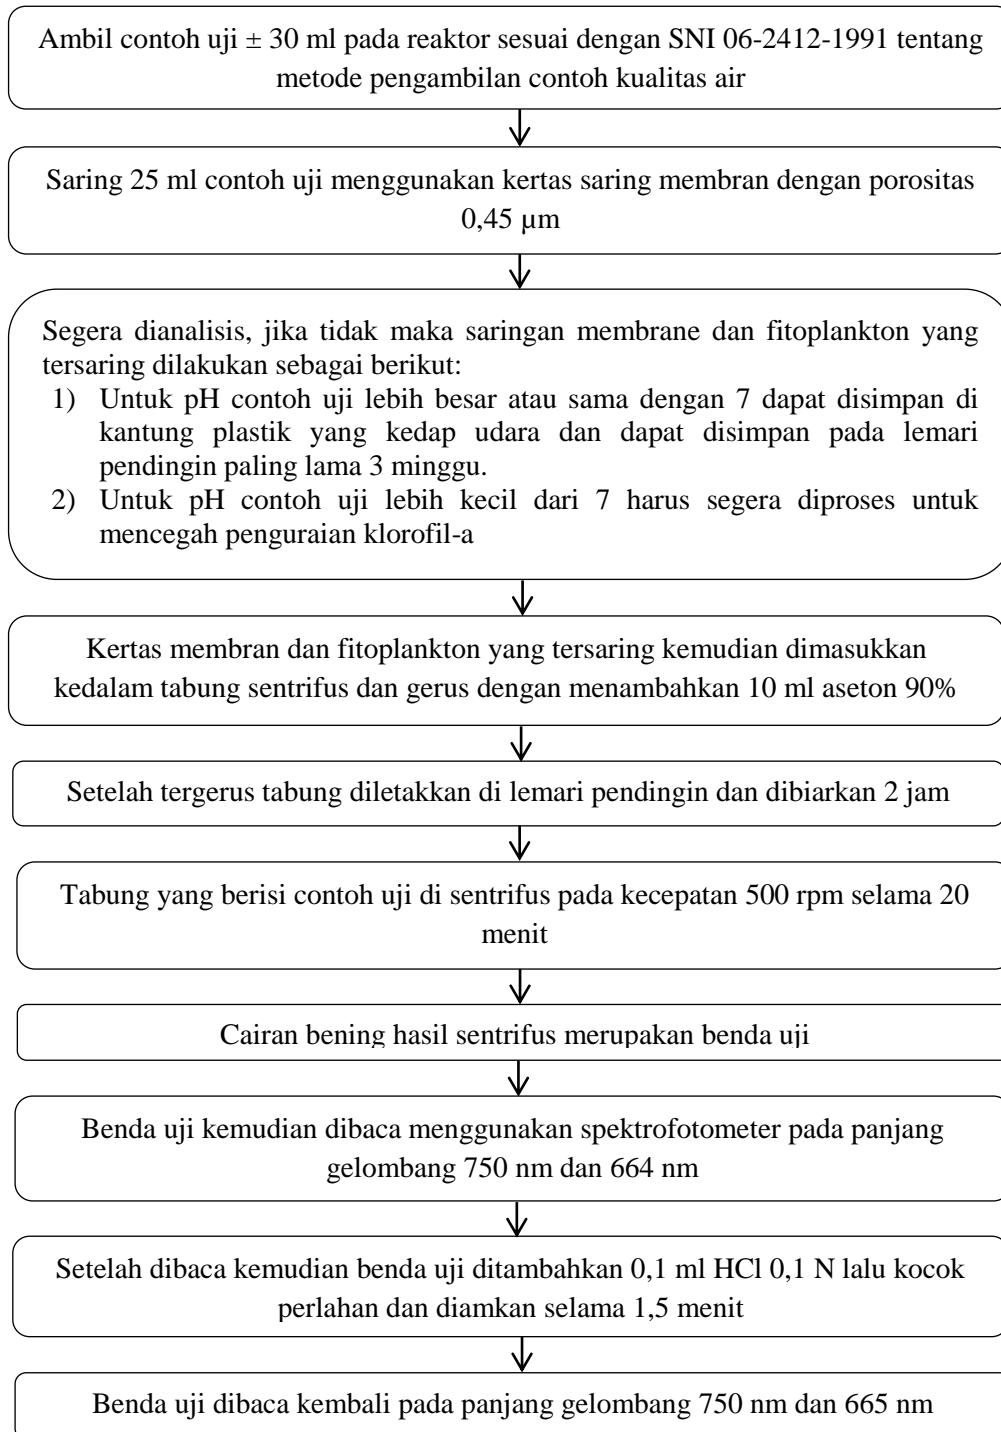 Ambil contoh uji ± 30 ml pada reaktor sesuai dengan SNI 06-2412-1991 tentang
metode pengambilan contoh kualitas air
Saring 25 ml contoh uji menggunakan kertas saring membran dengan porositas
0,45 µm
Segera dianalisis, jika tidak maka saringan membrane dan fitoplankton yang
tersaring dilakukan sebagai berikut:
1) Untuk pH contoh uji lebih besar atau sama dengan 7 dapat disimpan di
kantung plastik yang kedap udara dan dapat disimpan pada lemari
pendingin paling lama 3 minggu.
2) Untuk pH contoh uji lebih kecil dari 7 harus segera diproses untuk
mencegah penguraian klorofil-a
Kertas membran dan fitoplankton yang tersaring kemudian dimasukkan
kedalam tabung sentrifus dan gerus dengan menambahkan 10 ml aseton 90%
Setelah tergerus tabung diletakkan di lemari pendingin dan dibiarkan 2 jam
Tabung yang berisi contoh uji di sentrifus pada kecepatan 500 rpm selama 20
menit
Cairan bening hasil sentrifus merupakan benda uji
Benda uji kemudian dibaca menggunakan spektrofotometer pada panjang
gelombang 750 nm dan 664 nm
Setelah dibaca kemudian benda uji ditambahkan 0,1 ml HCl 0,1 N lalu kocok
perlahan dan diamkan selama 1,5 menit
Benda uji dibaca kembali pada panjang gelombang 750 nm dan 665 nm